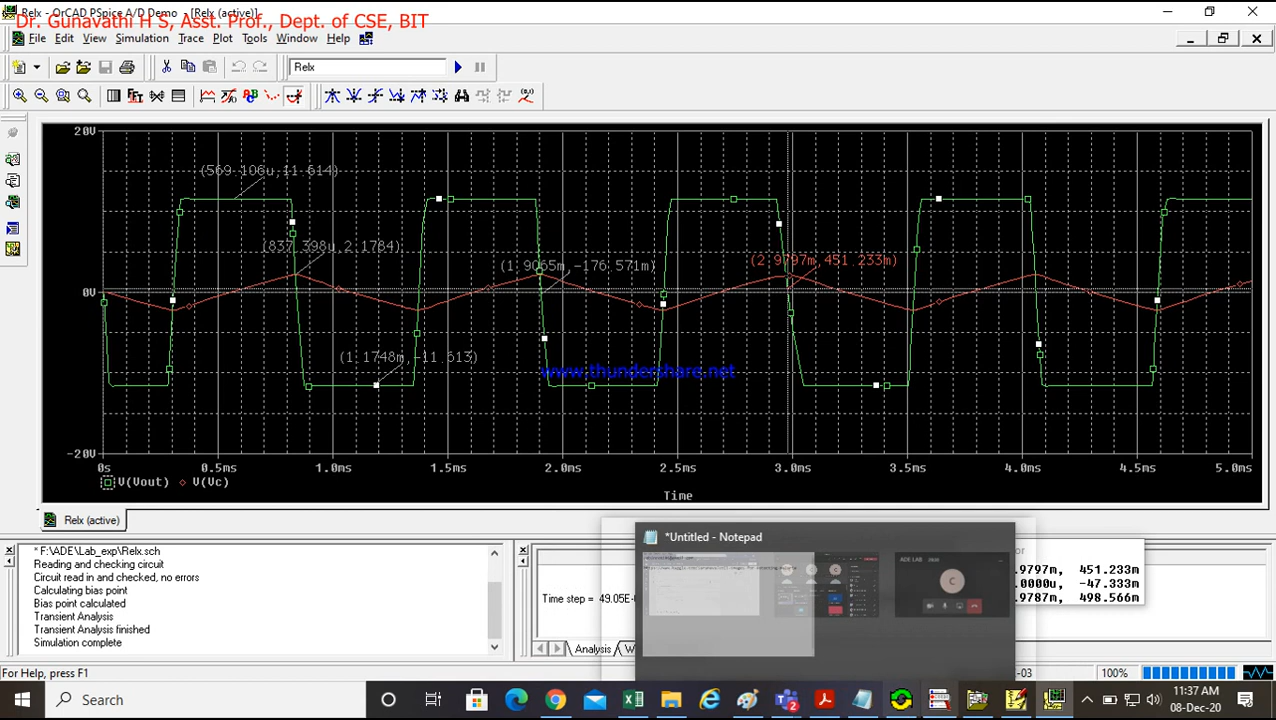 Relx - OrCAD PSpice A/D Demo - [Relx (active)]
Dr. Gunavathi H S, Asst. Prof., Dept. of CSE, BIT
File Edit View Simulation Trace Plot Tools Window Help
Relx
20V
(569.106u,11.614)
(837.398u,2.1784)
(1.9065m,-176.571m)
(2.9797m,451.233m)
0V
(1.1748m,-11.613)
www.thundershare.net
-20V
0s 0.5ms 1.0ms 1.5ms 2.0ms 2.5ms 3.0ms 3.5ms 4.0ms 4.5ms 5.0ms
V(Vout) V(Vc)
Time
Relx (active)
* F:\ADE\Lab_exp\Relx.sch
Reading and checking circuit
Circuit read in and checked, no errors
Calculating bias point
Bias point calculated
Transient Analysis
Transient Analysis finished
Simulation complete
Time step = 49.05E-
Analysis
*Untitled - Notepad
ADE LAB
C
.9797m, 451.233m
.0000u, -47.333m
.9787m, 498.566m
For Help, press F1
-03 100%
Search
11:37 AM
08-Dec-20